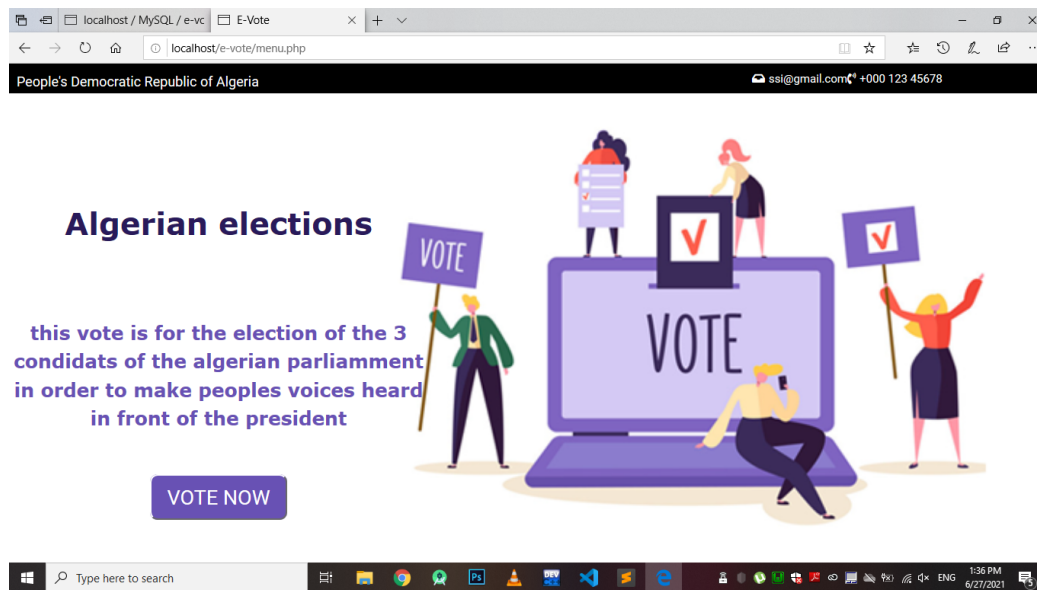 localhost / MySQL / e-vc
E-Vote
localhost/e-vote/menu.php
People's Democratic Republic of Algeria
ssi@gmail.com +000 123 45678
Algerian elections
VOTE
VOTE
this vote is for the election of the 3
condidats of the algerian parliamment
in order to make peoples voices heard
in front of the president
VOTE NOW
Type here to search
Ps
DEV
ENG
1:36 PM
6/27/2021
5